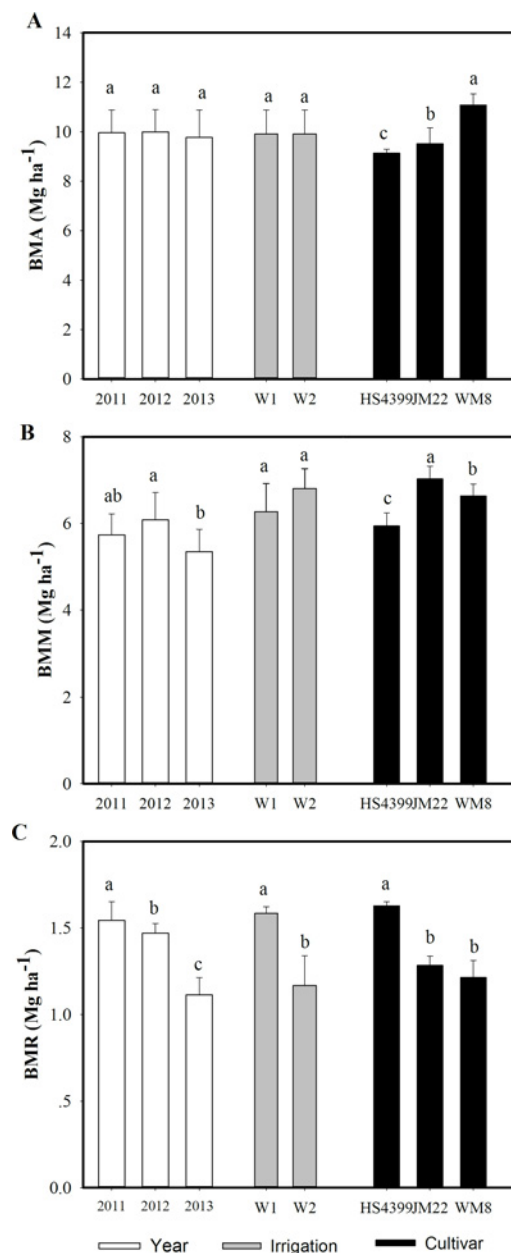 A
14
12
10
8
6
4
2
0
BMA (Mg ha-1)
a a a a a c b a
2011 2012 2013 W1 W2 HS4399JM22 WM8
B
8
6
4
2
0
BMM (Mg ha-1)
ab a b a a c a b
2011 2012 2013 W1 W2 HS4399JM22 WM8
C
2.0
1.5
1.0
.5
0.0
BMR (Mg ha-1)
a b c a b a b b
2011 2012 2013 W1 W2 HS4399JM22 WM8
Year Irrigation Cultivar